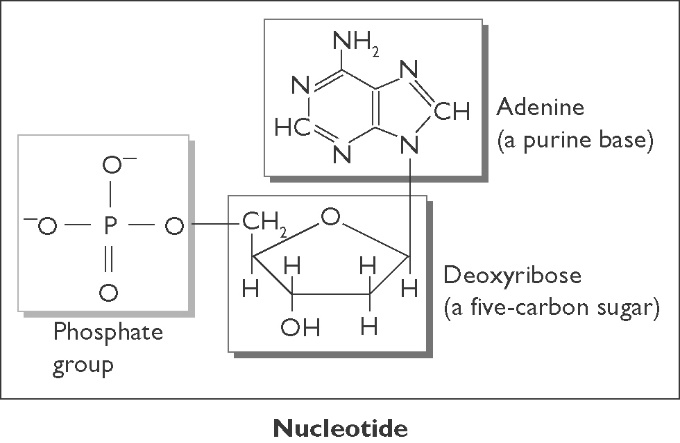 NH2
N
N
HC
CH
N
N
Adenine
(a purine base)
O−
−O
P
O
O
Phosphate
group
CH2
O
H
H
H
H
OH
H
Deoxyribose
(a five-carbon sugar)
Nucleotide